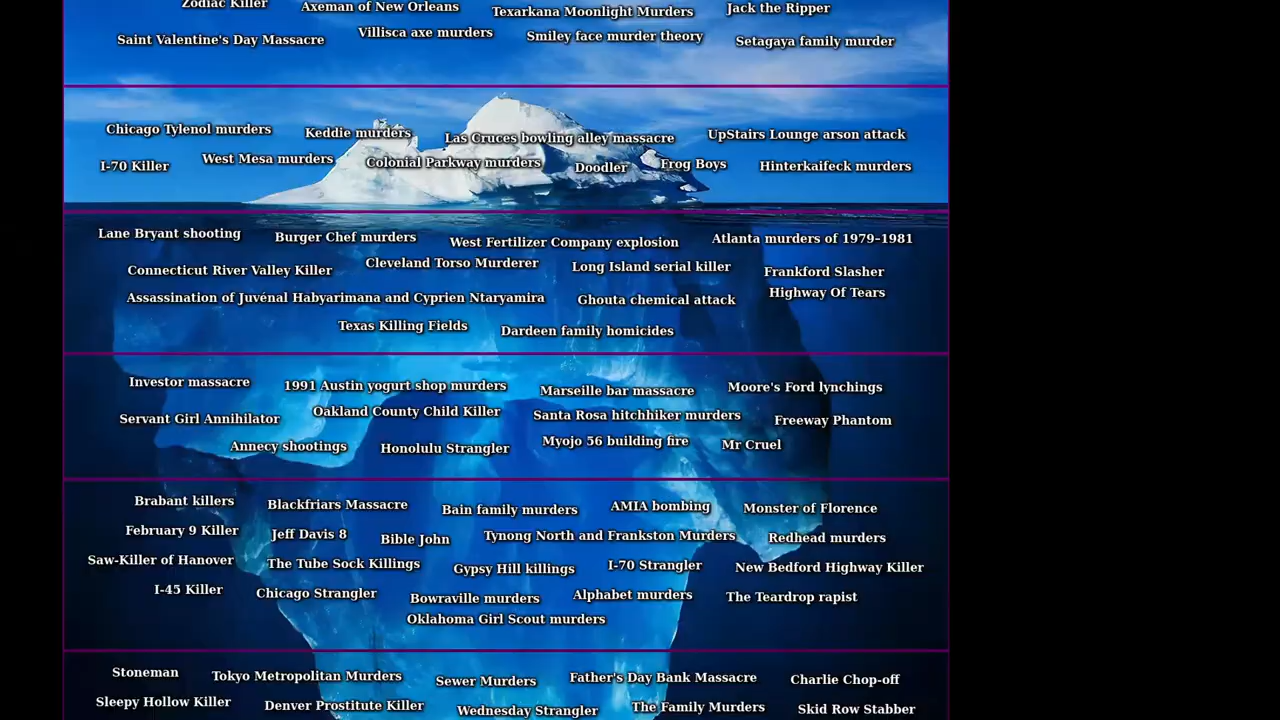 Zodiac Killer Axeman of New Orleans Texarkana Moonlight Murders Jack the Ripper
Saint Valentine's Day Massacre Villisca axe murders Smiley face murder theory Setagaya family murder
Chicago Tylenol murders Keddie murders Las Cruces bowling alley massacre UpStairs Lounge arson attack
I-70 Killer West Mesa murders Colonial Parkway murders Doodler Frog Boys Hinterkaifeck murders
Lane Bryant shooting Burger Chef murders West Fertilizer Company explosion Atlanta murders of 1979–1981
Connecticut River Valley Killer Cleveland Torso Murderer Long Island serial killer Frankford Slasher
Assassination of Juvénal Habyarimana and Cyprien Ntaryamira Ghouta chemical attack Highway Of Tears
Texas Killing Fields Dardeen family homicides
Investor massacre 1991 Austin yogurt shop murders Marseille bar massacre Moore's Ford lynchings
Servant Girl Annihilator Oakland County Child Killer Santa Rosa hitchhiker murders Freeway Phantom
Annecy shootings Honolulu Strangler Myojo 56 building fire Mr Cruel
Brabant killers Blackfriars Massacre Bain family murders AMIA bombing Monster of Florence
February 9 Killer Jeff Davis 8 Bible John Tynong North and Frankston Murders Redhead murders
Saw-Killer of Hanover The Tube Sock Killings Gypsy Hill killings I-70 Strangler New Bedford Highway Killer
I-45 Killer Chicago Strangler Bowraville murders Alphabet murders The Teardrop rapist
Oklahoma Girl Scout murders
Stoneman Tokyo Metropolitan Murders Sewer Murders Father's Day Bank Massacre Charlie Chop-off
Sleepy Hollow Killer Denver Prostitute Killer Wednesday Strangler The Family Murders Skid Row Stabber